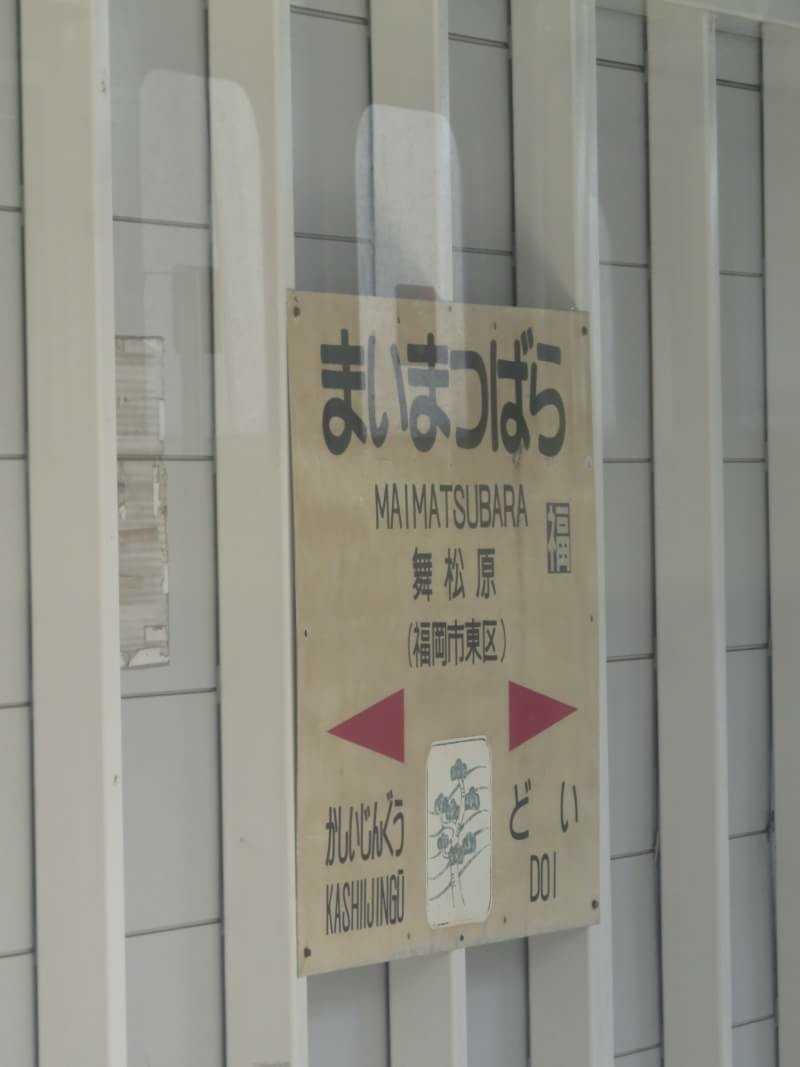 まいまつばら
MAIMATSUBARA
福
舞松原
(福岡市東区)
かしいじんぐう
KASHIIJINGŪ
どい
DOI